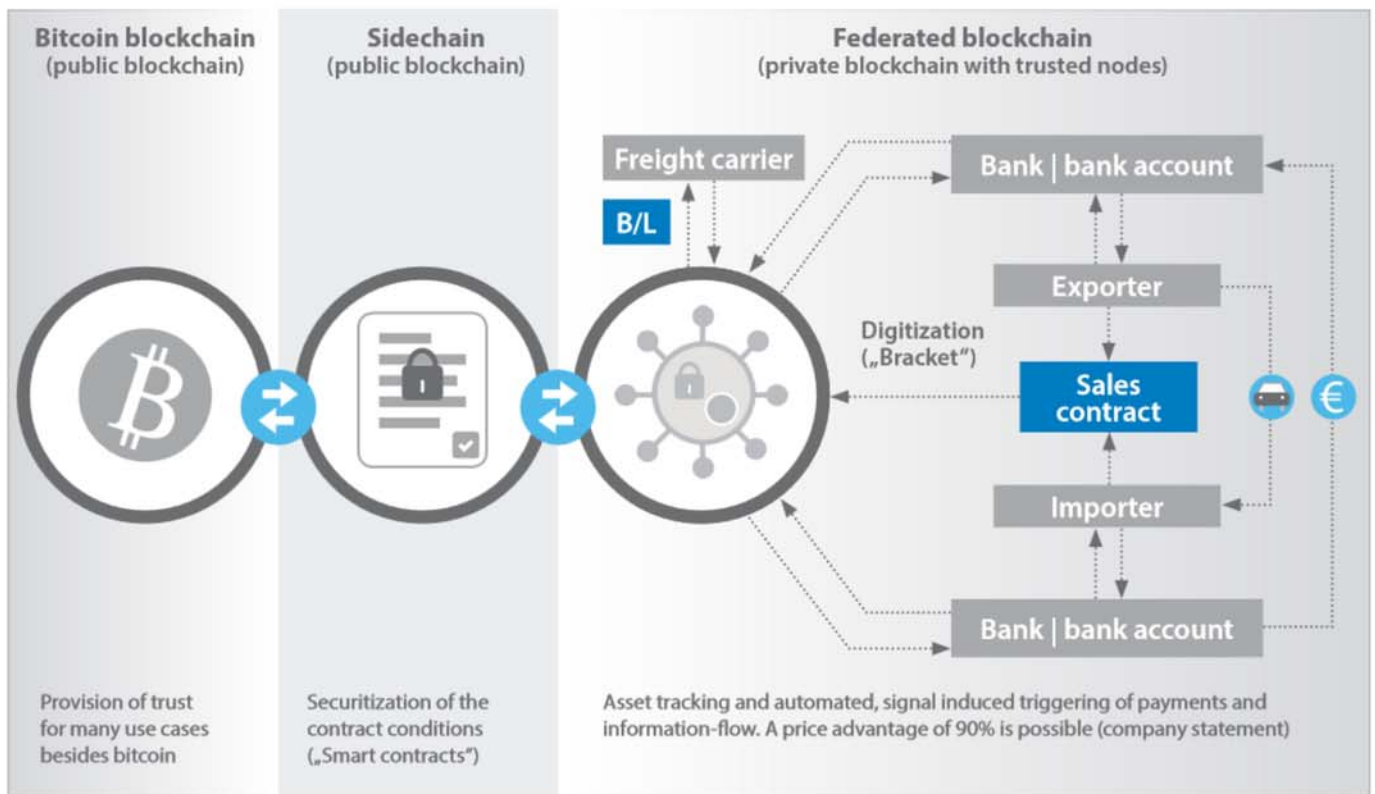 Bitcoin blockchain
(public blockchain)
Sidechain
(public blockchain)
Federated blockchain
(private blockchain with trusted nodes)
Freight carrier
B/L
Bank | bank account
Exporter
Digitization
(„Bracket“)
Sales
contract
€
Importer
Bank | bank account
Provision of trust
for many use cases
besides bitcoin
Securitization of the
contract conditions
(„Smart contracts“)
Asset tracking and automated, signal induced triggering of payments and
information-flow. A price advantage of 90% is possible (company statement)